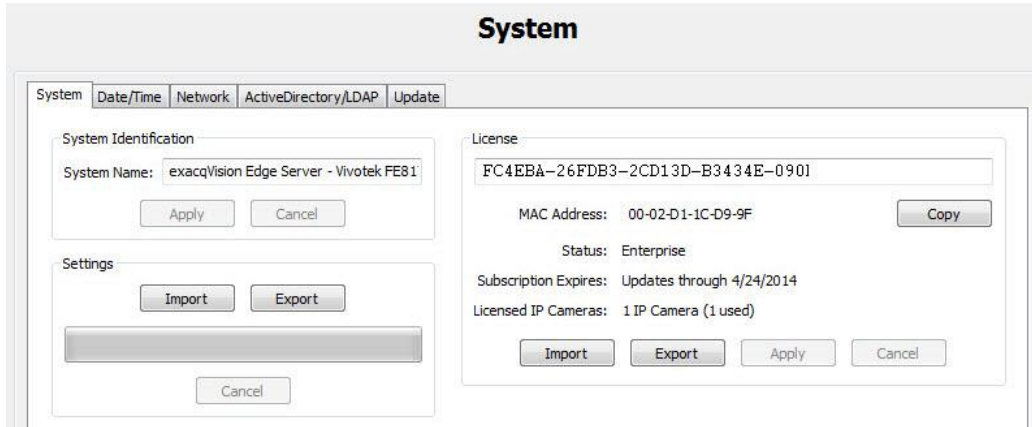 System
System Date/Time Network ActiveDirectory/LDAP Update
System Identification
System Name: exacqVision Edge Server - Vivotek FE81
Apply Cancel
Settings
Import Export
Cancel
License
FC4EBA-26FDB3-2CD13D-B3434E-090
MAC Address: 00-02-D1-1C-D9-9F Copy
Status: Enterprise
Subscription Expires: Updates through 4/24/2014
Licensed IP Cameras: 1 IP Camera (1 used)
Import Export Apply Cancel